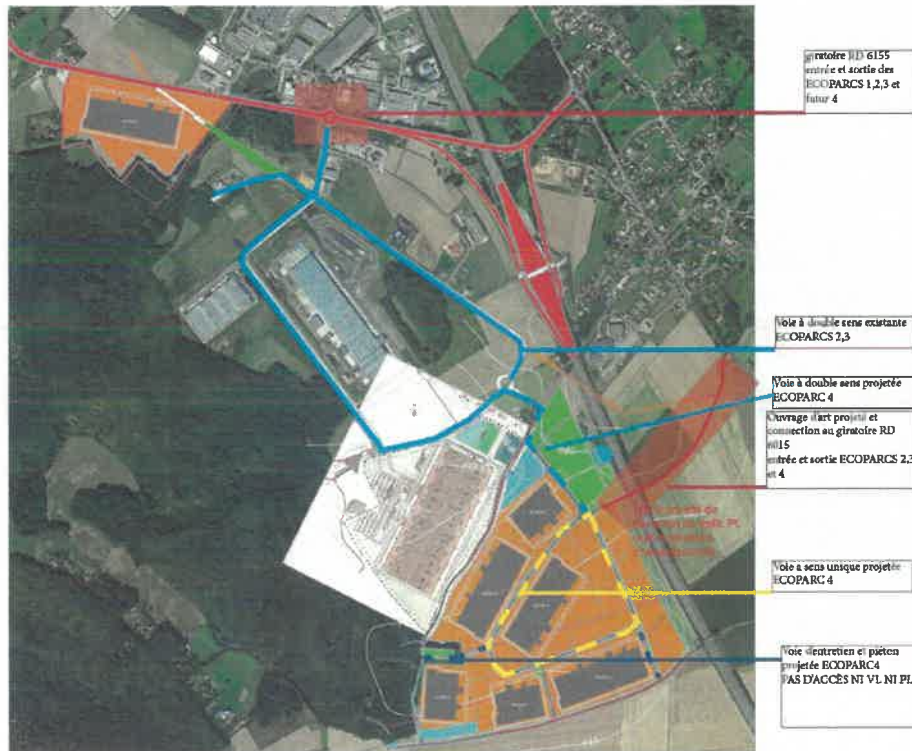 giratoire RD 6155
entrée et sortie des
ECOPARCS 1,2,3 et
futur 4
Voie à double sens existante
ECOPARCS 2,3
Voie à double sens projetée
ECOPARC 4
Ouvrage d'art projeté et
connection au giratoire RD
6015
entrée et sortie ECOPARCS 2,3
et 4
Voie a sens unique projetée
ECOPARC 4
Voie d'entretien et piéton
projetée ECOPARC4
PAS D'ACCÈS NI VL NI PL